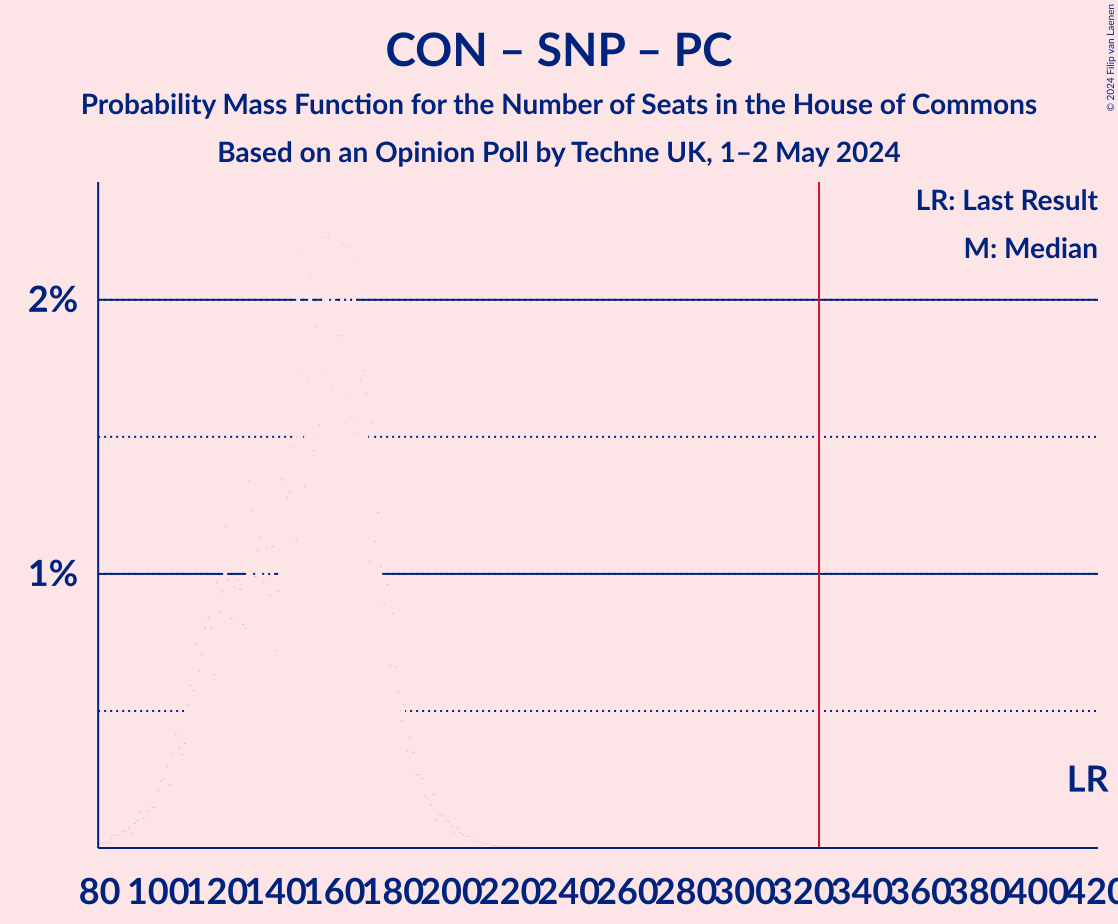 CON – SNP – PC
Probability Mass Function for the Number of Seats in the House of Commons
Based on an Opinion Poll by Techne UK, 1–2 May 2024
© 2024 Filip van Laenen
LR: Last Result
M: Median
2%
1%
LR
80 100 120 140 160 180 200 220 240 260 280 300 320 340 360 380 400 420